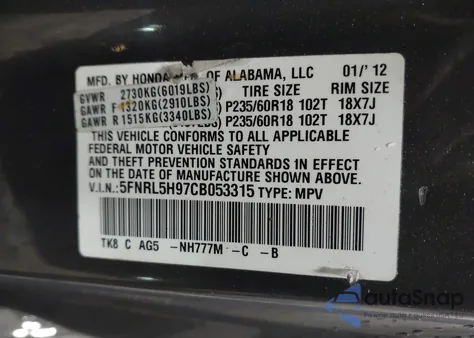 MFD. BY HONDA MFG. OF ALABAMA, LLC 01/'12
GVWR 2730KG(6019LBS) TIRE SIZE RIM SIZE
GAWR F 1320KG(2910LBS) P235/60R18 102T 18X7J
GAWR R 1515KG(3340LBS) P235/60R18 102T 18X7J
THIS VEHICLE CONFORMS TO ALL APPLICABLE
FEDERAL MOTOR VEHICLE SAFETY, BUMPER,
AND THEFT PREVENTION STANDARDS IN EFFECT
ON THE DATE OF MANUFACTURE SHOWN ABOVE.
V.I.N.: 5FNRL5H97CB053315 TYPE: MPV
TK8 C AG5 -NH777M -C -B
autoSnap